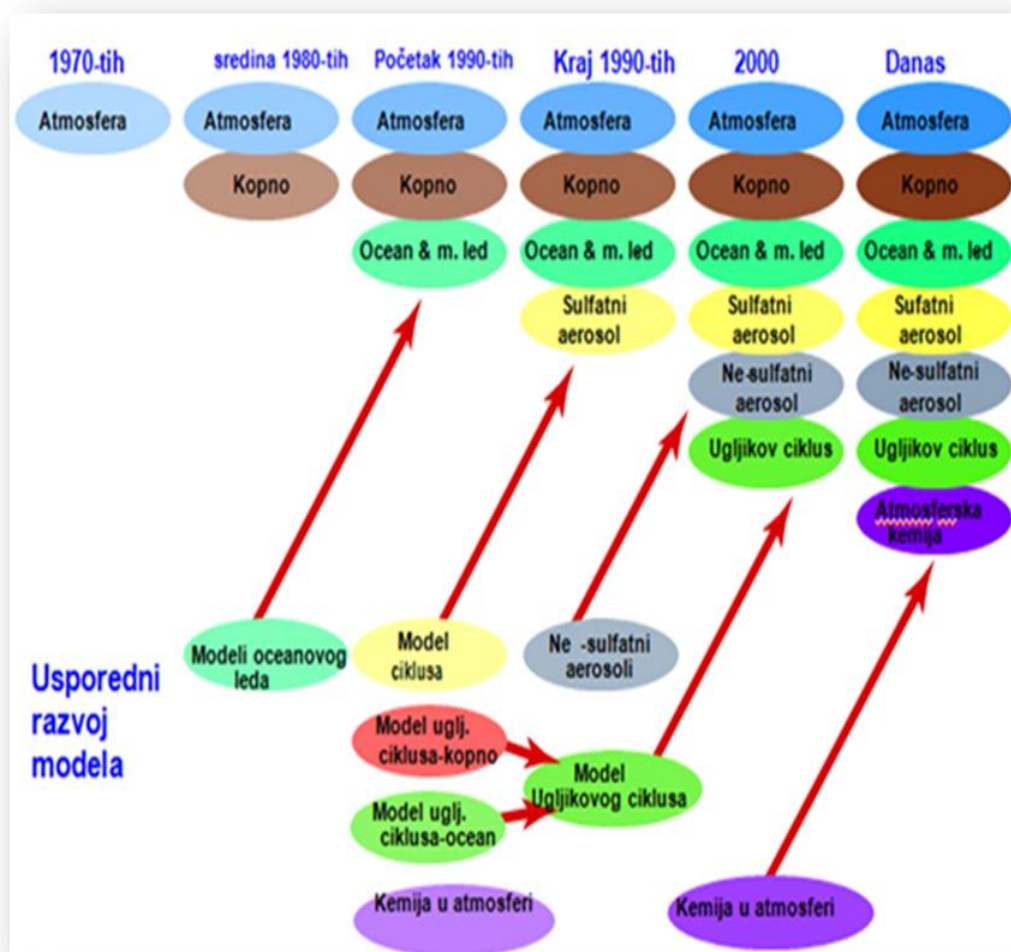 1970-tih
sredina 1980-tih
Početak 1990-tih
Kraj 1990-tih
2000
Danas
Atmosfera
Atmosfera
Atmosfera
Atmosfera
Atmosfera
Atmosfera
Kopno
Kopno
Kopno
Kopno
Kopno
Ocean & m. led
Ocean & m. led
Ocean & m. led
Ocean & m. led
Sulfatni
aerosol
Sulfatni
aerosol
Sufatni
aerosol
Ne-sulfatni
aerosol
Ne-sulfatni
aerosol
Ugljikov ciklus
Ugljikov ciklus
Atmosferska
kemija
Usporedni
razvoj
modela
Modeli oceanovog
leda
Model
ciklusa
Ne -sulfatni
aerosoli
Model uglj.
ciklusa-kopno
Model
Ugljikovog ciklusa
Model uglj.
ciklusa-ocean
Kemija u atmosferi
Kemija u atmosferi